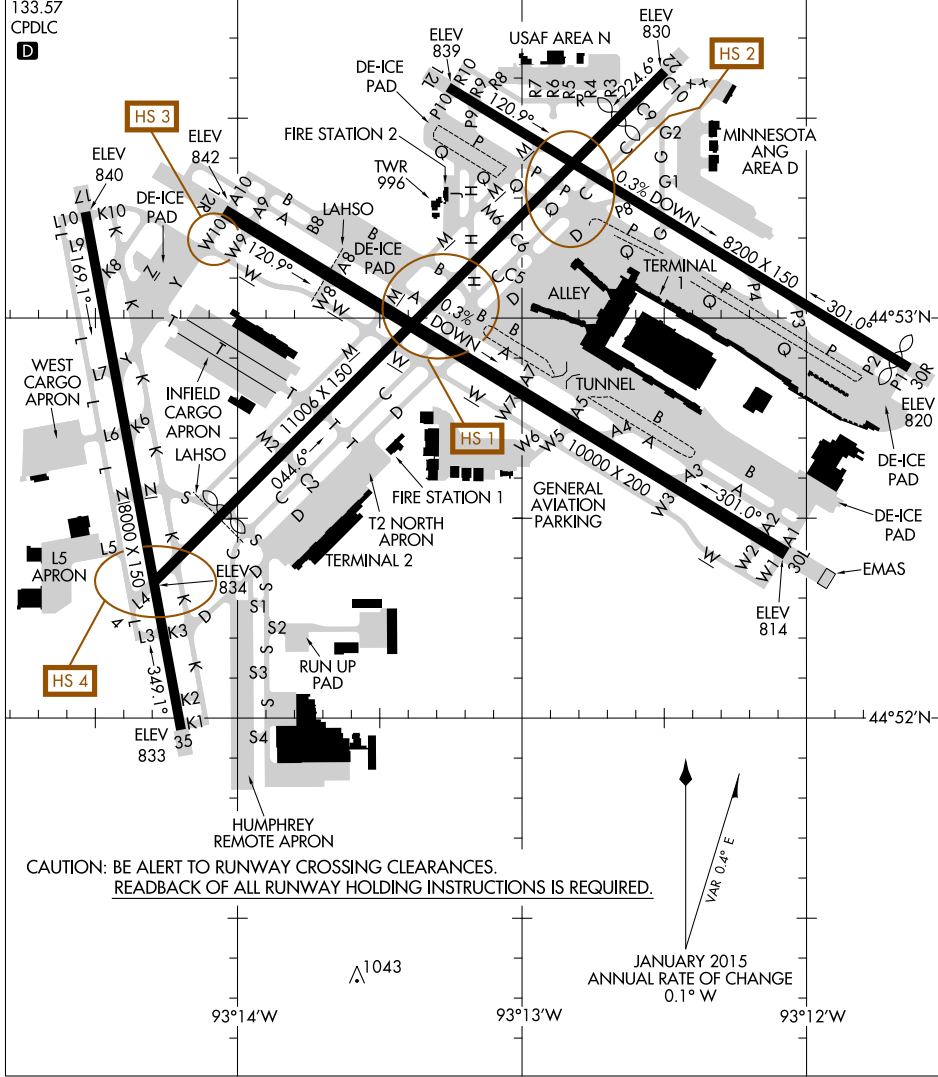 133.57
CPDLC
D
ELEV
839
USAF AREA N
ELEV
830
HS 2
12L
R10
R9
R8
R7
R6
R5
R4
R3
R
22
C10
X X
DE-ICE
PAD
120.9°
224.6°
C9
G2
P10
P9
P
Q
M
C
G
HS 3
FIRE STATION 2
MINNESOTA
ANG
AREA D
ELEV
842
ELEV
840
TWR
996
H
Q
M
P
P
Q
C
G1
0.3% DOWN
12R
A10
A9
B
A
B8
B
17
L10
K10
DE-ICE
PAD
W10
W9
LAHSO
M6
C6
D
P8
P
Q
G
8200 X 150
L9
K
169.1°
K8
Z
Y
W
120.9°
A8
DE-ICE
PAD
B
M
H
C5
D
TERMINAL
1
ALLEY
P
Q
P4
301.0°
L
K
T
W8
W
M
A
H
0.3%
DOWN
B
B
A
P3
Q
P
44°53'N
P2
P1
30R
ELEV
820
WEST
CARGO
APRON
L7
L
Y
K
K6
INFIELD
CARGO
APRON
T
11006 X 150
M
W
C
D
W
W7
A7
TUNNEL
A5
B
A4
A
L6
L
LAHSO
M2
044.6°
T
HS 1
W6
W5
10000 X 200
DE-ICE
PAD
Z
8000 X 150
S
C2
C
D
FIRE STATION 1
GENERAL
AVIATION
PARKING
W3
A3
301.0°
B
A
DE-ICE
PAD
L5
APRON
L5
K
S
T2 NORTH
APRON
TERMINAL 2
A2
A1
30L
W
W2
W1
EMAS
ELEV
834
L4
L
C
D
S
ELEV
814
L3
K3
K
D
S1
S2
S
RUN UP
PAD
HS 4
349.1°
K
K2
K1
S3
S
S4
ELEV
833
35
44°52'N
HUMPHREY
REMOTE APRON
CAUTION: BE ALERT TO RUNWAY CROSSING CLEARANCES.
READBACK OF ALL RUNWAY HOLDING INSTRUCTIONS IS REQUIRED.
VAR 0.4° E
JANUARY 2015
ANNUAL RATE OF CHANGE
0.1° W
1043
93°14'W
93°13'W
93°12'W